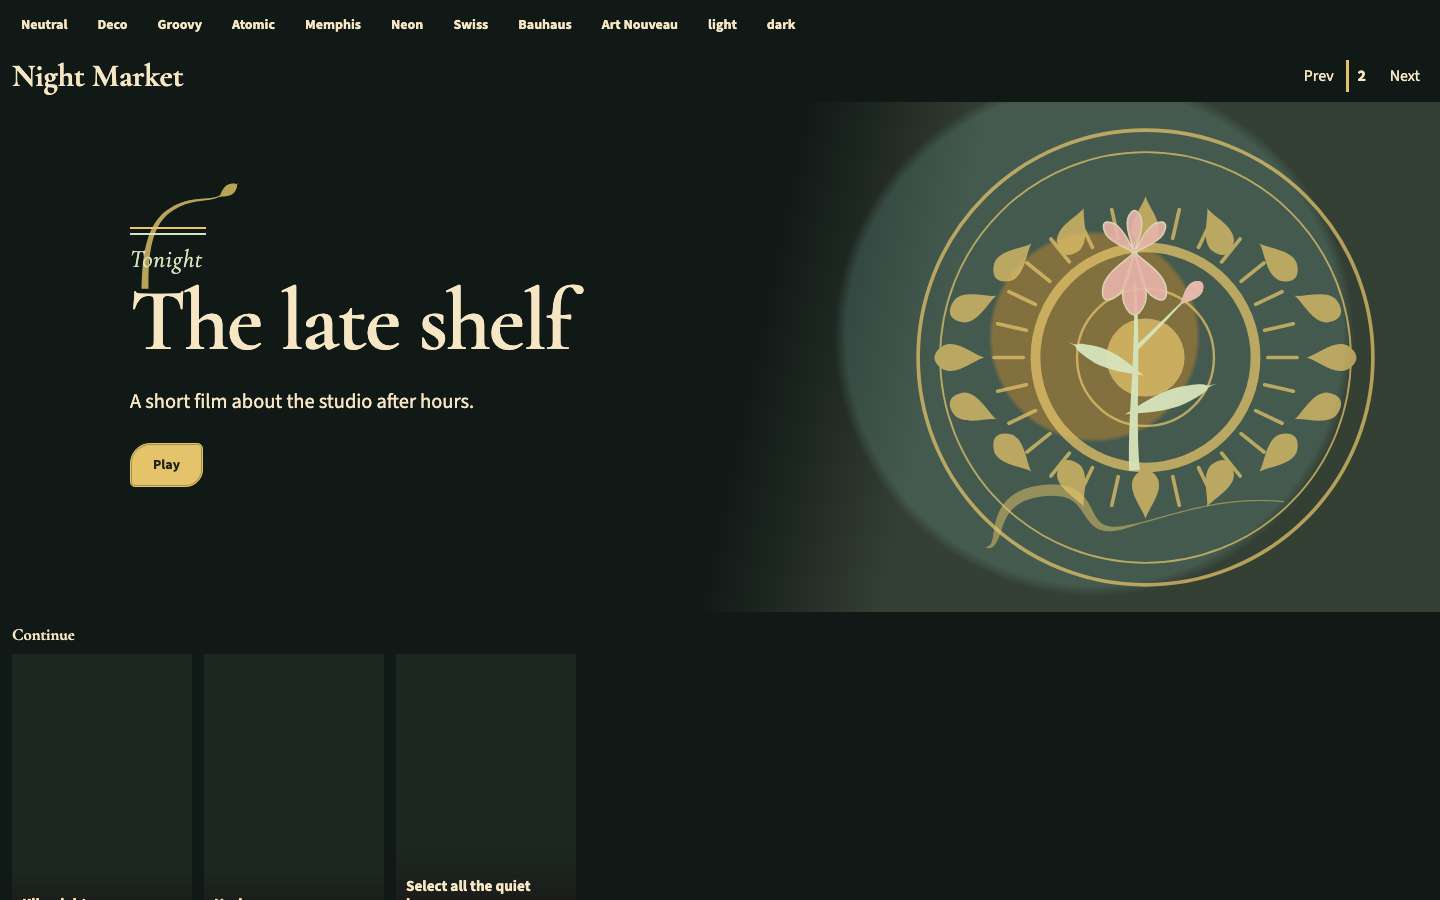 Neutral Deco Groovy Atomic Memphis Neon Swiss Bauhaus Art Nouveau light dark
Night Market
Prev 2 Next
Tonight
The late shelf
A short film about the studio after hours.
Play
Continue
Select all the quiet